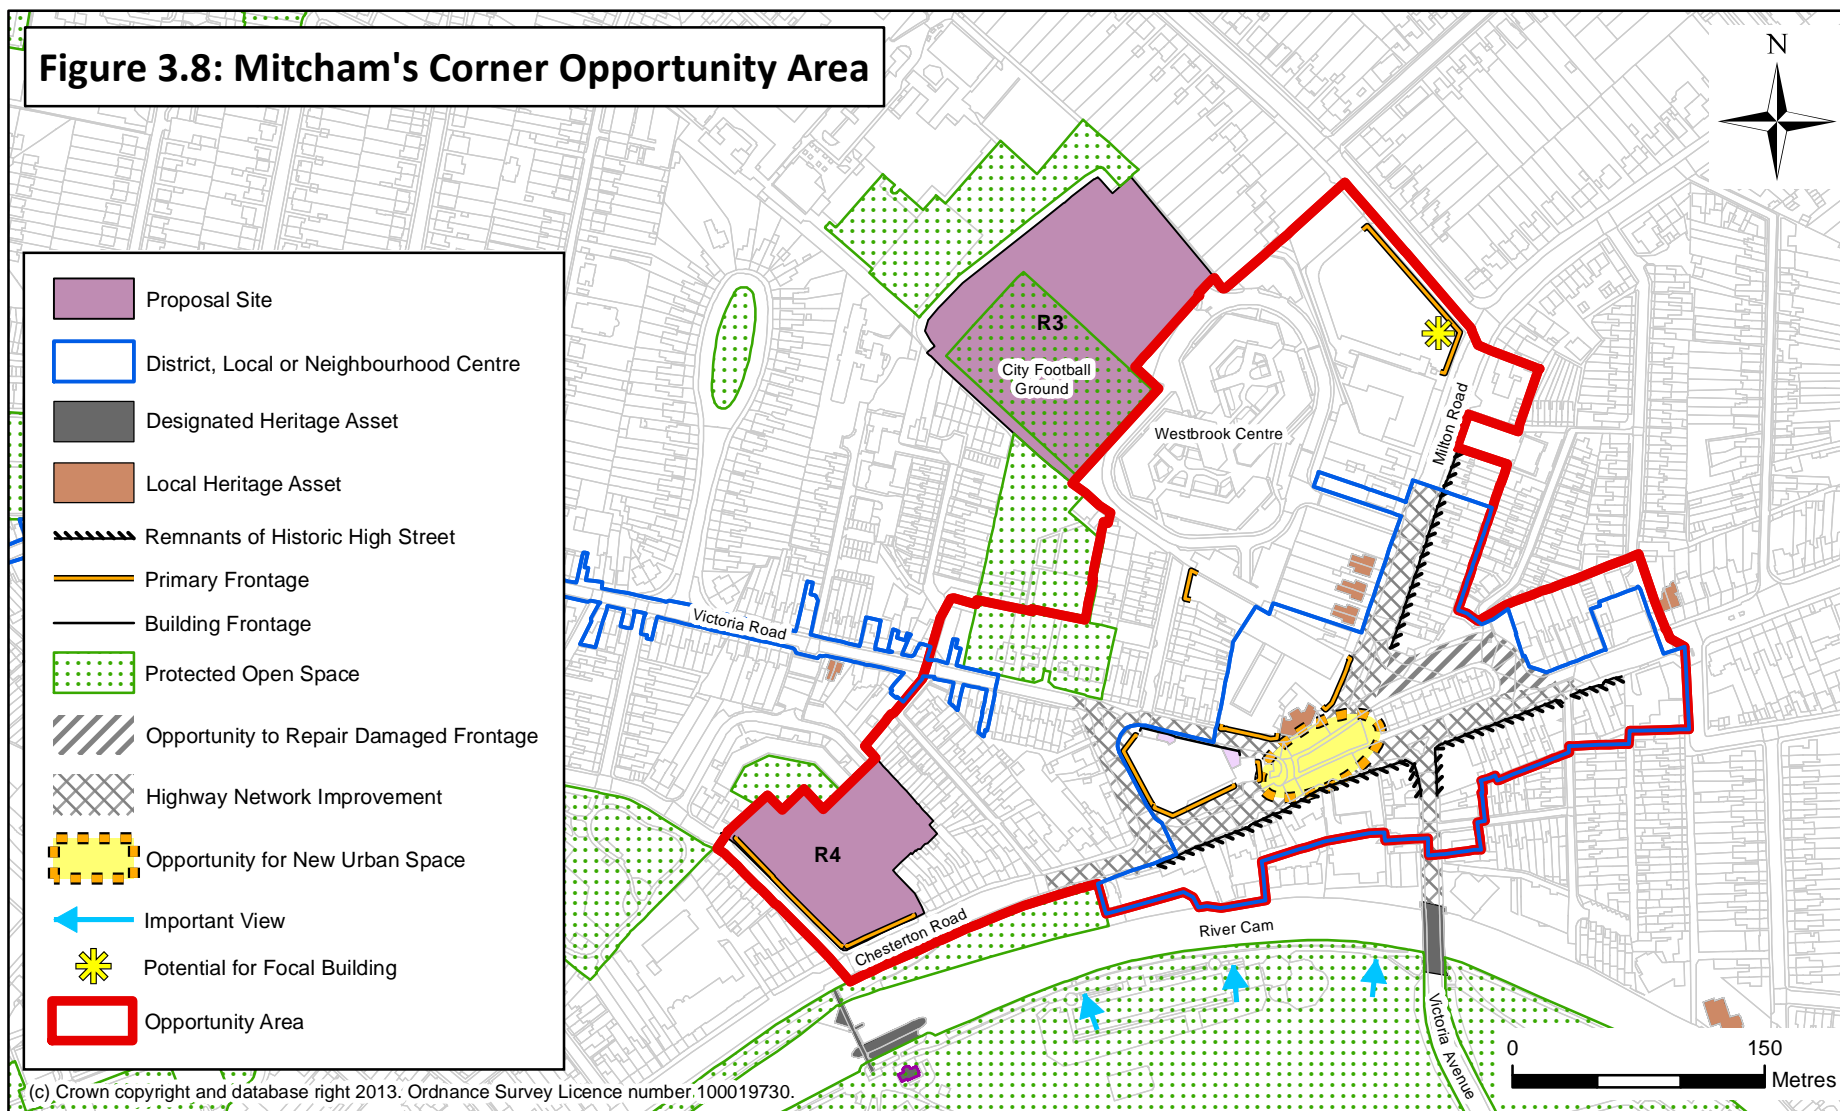 Figure 3.8: Mitcham's Corner Opportunity Area
N
Proposal Site
District, Local or Neighbourhood Centre
Designated Heritage Asset
Local Heritage Asset
Remnants of Historic High Street
Primary Frontage
Building Frontage
Protected Open Space
Opportunity to Repair Damaged Frontage
Highway Network Improvement
Opportunity for New Urban Space
Important View
Potential for Focal Building
Opportunity Area
R3
City Football
Ground
Westbrook Centre
Milton Road
Victoria Road
R4
Chesterton Road
River Cam
Victoria Avenue
0 150
Metres
(c) Crown copyright and database right 2013. Ordnance Survey Licence number 100019730.